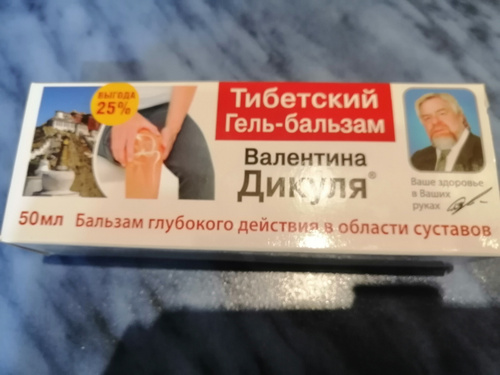 ВЫГОДА
25%
Тибетский
Гель-бальзам
Валентина
Дикуля®
Ваше здоровье
в Ваших
руках
50мл Бальзам глубокого действия в области суставов